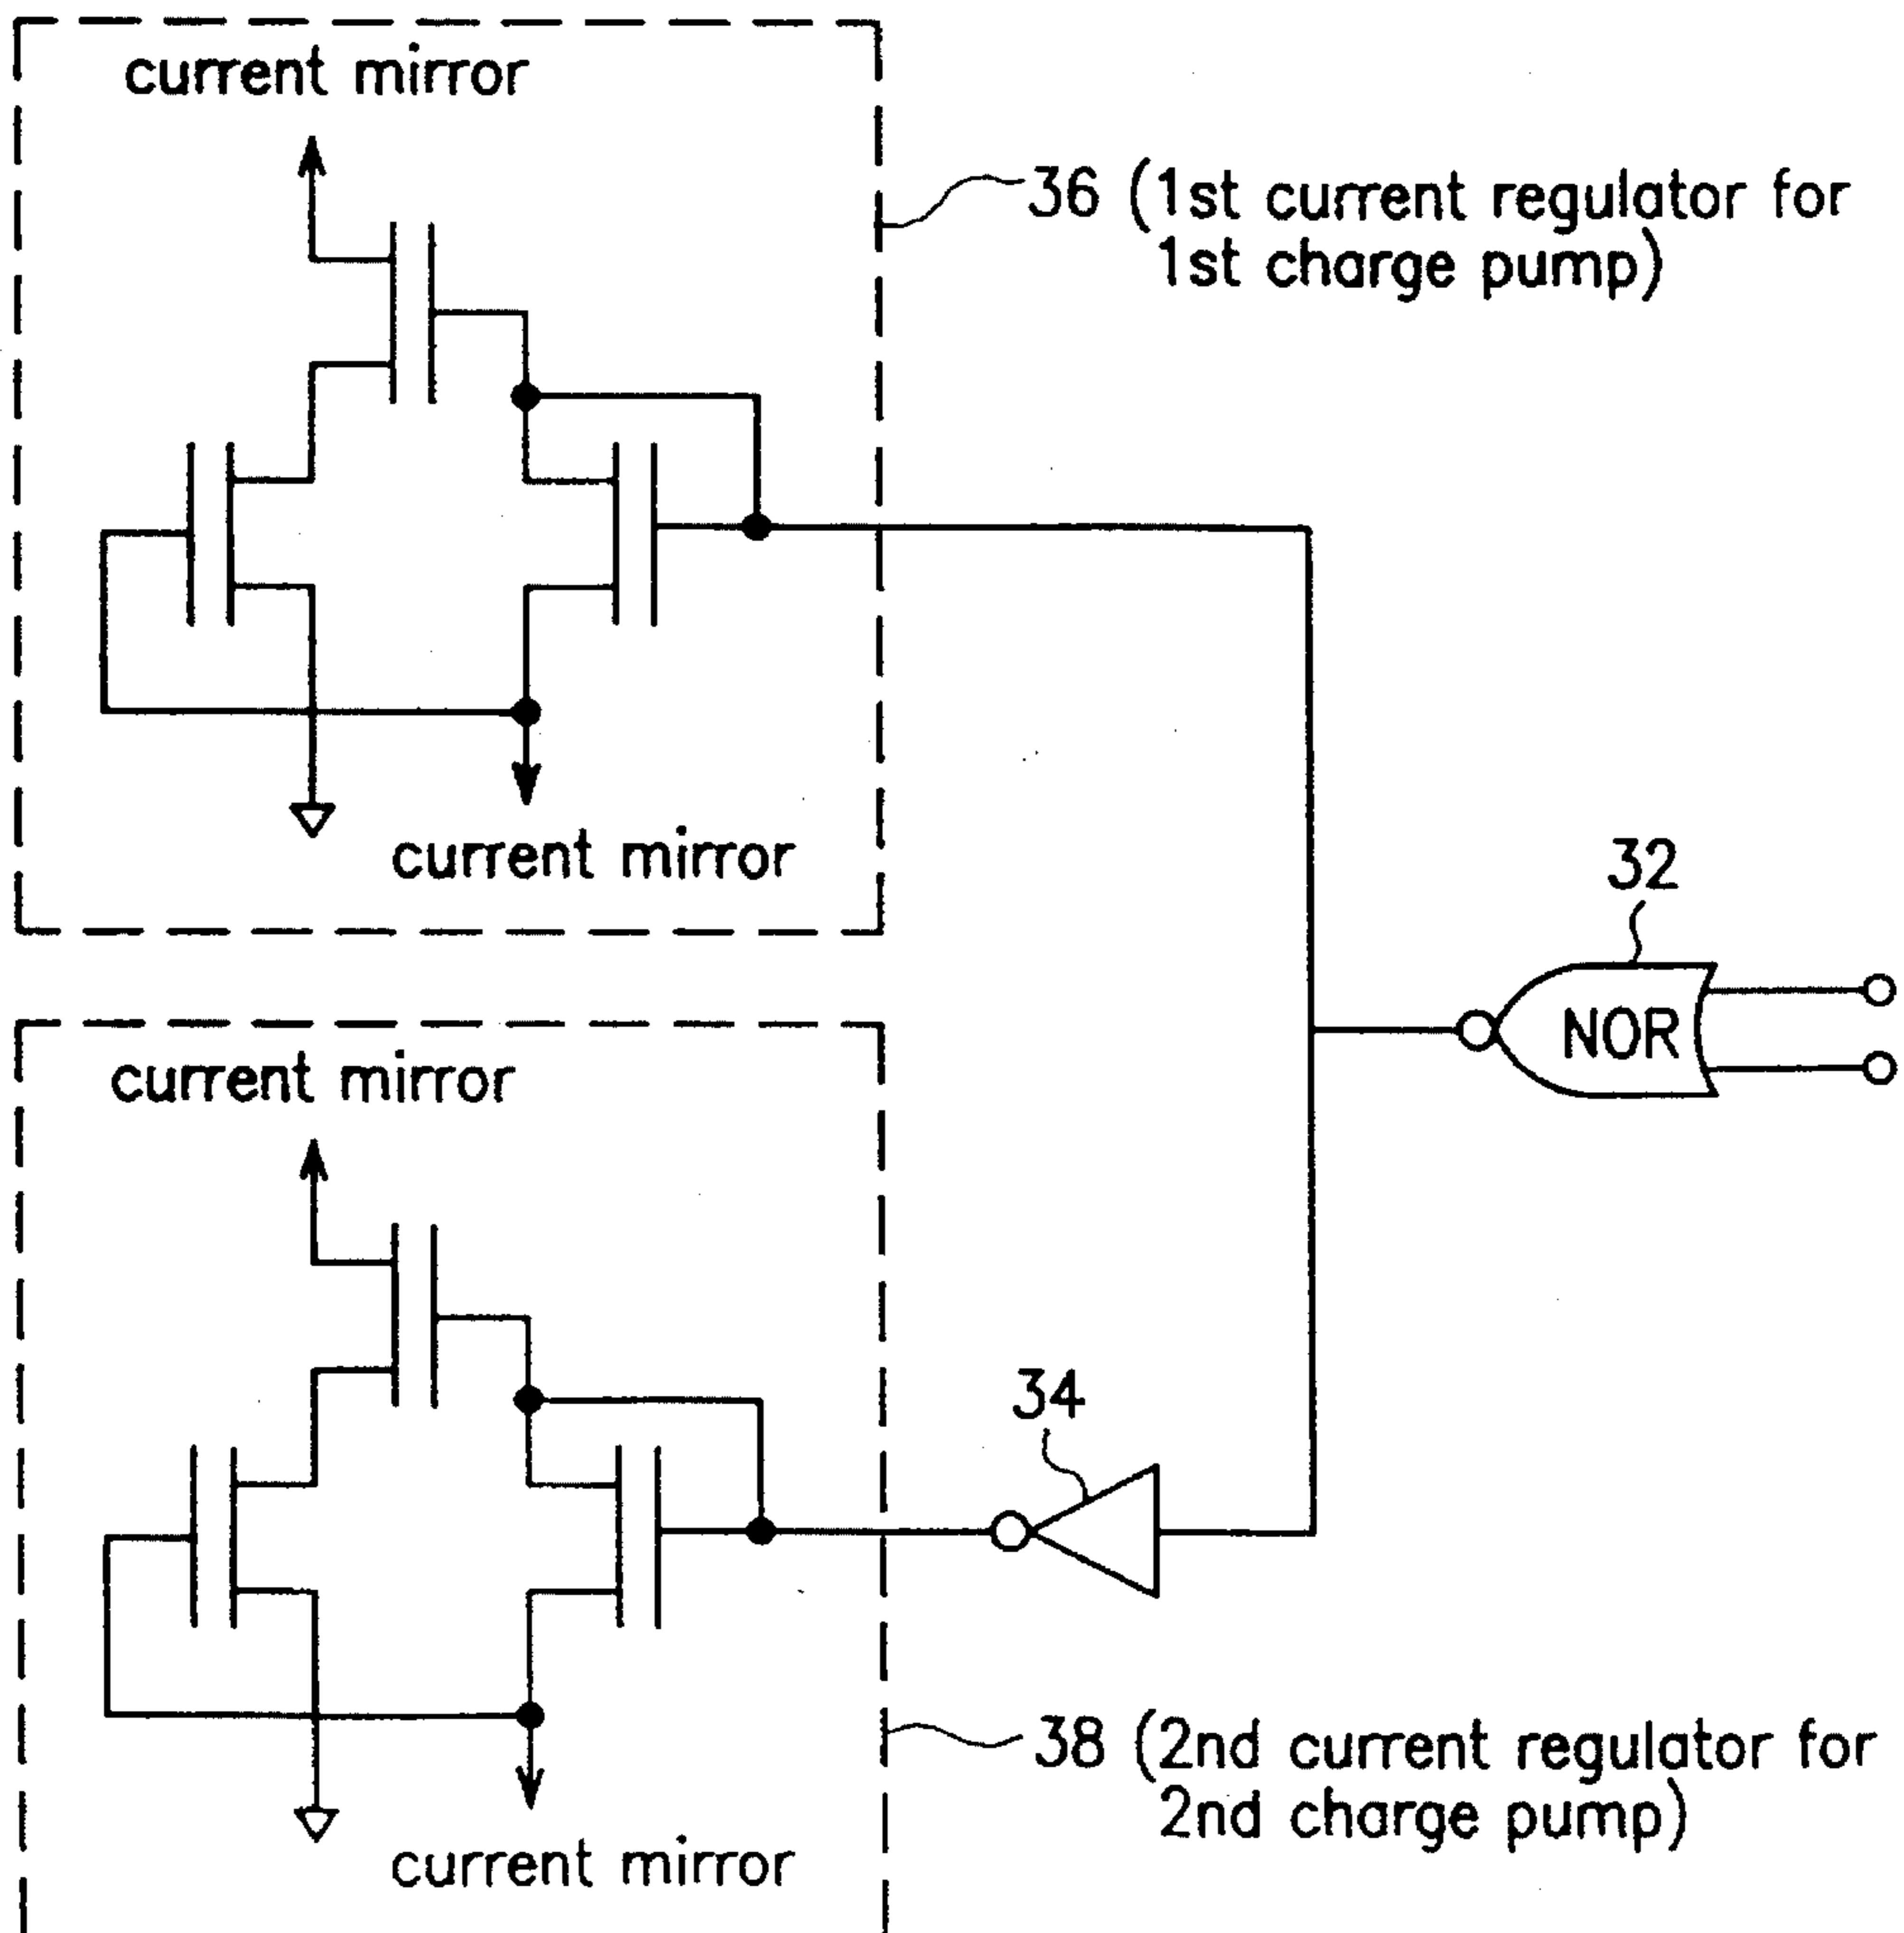 current mirror
36 (1st current regulator for
1st charge pump)
current mirror
32
NOR
current mirror
34
38 (2nd current regulator for
2nd charge pump)
current mirror